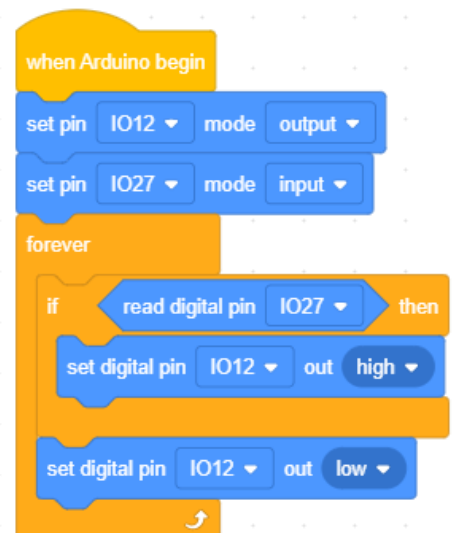 when Arduino begin
set pin IO12 mode output
set pin IO27 mode input
forever
if read digital pin IO27 then
set digital pin IO12 out high
set digital pin IO12 out low